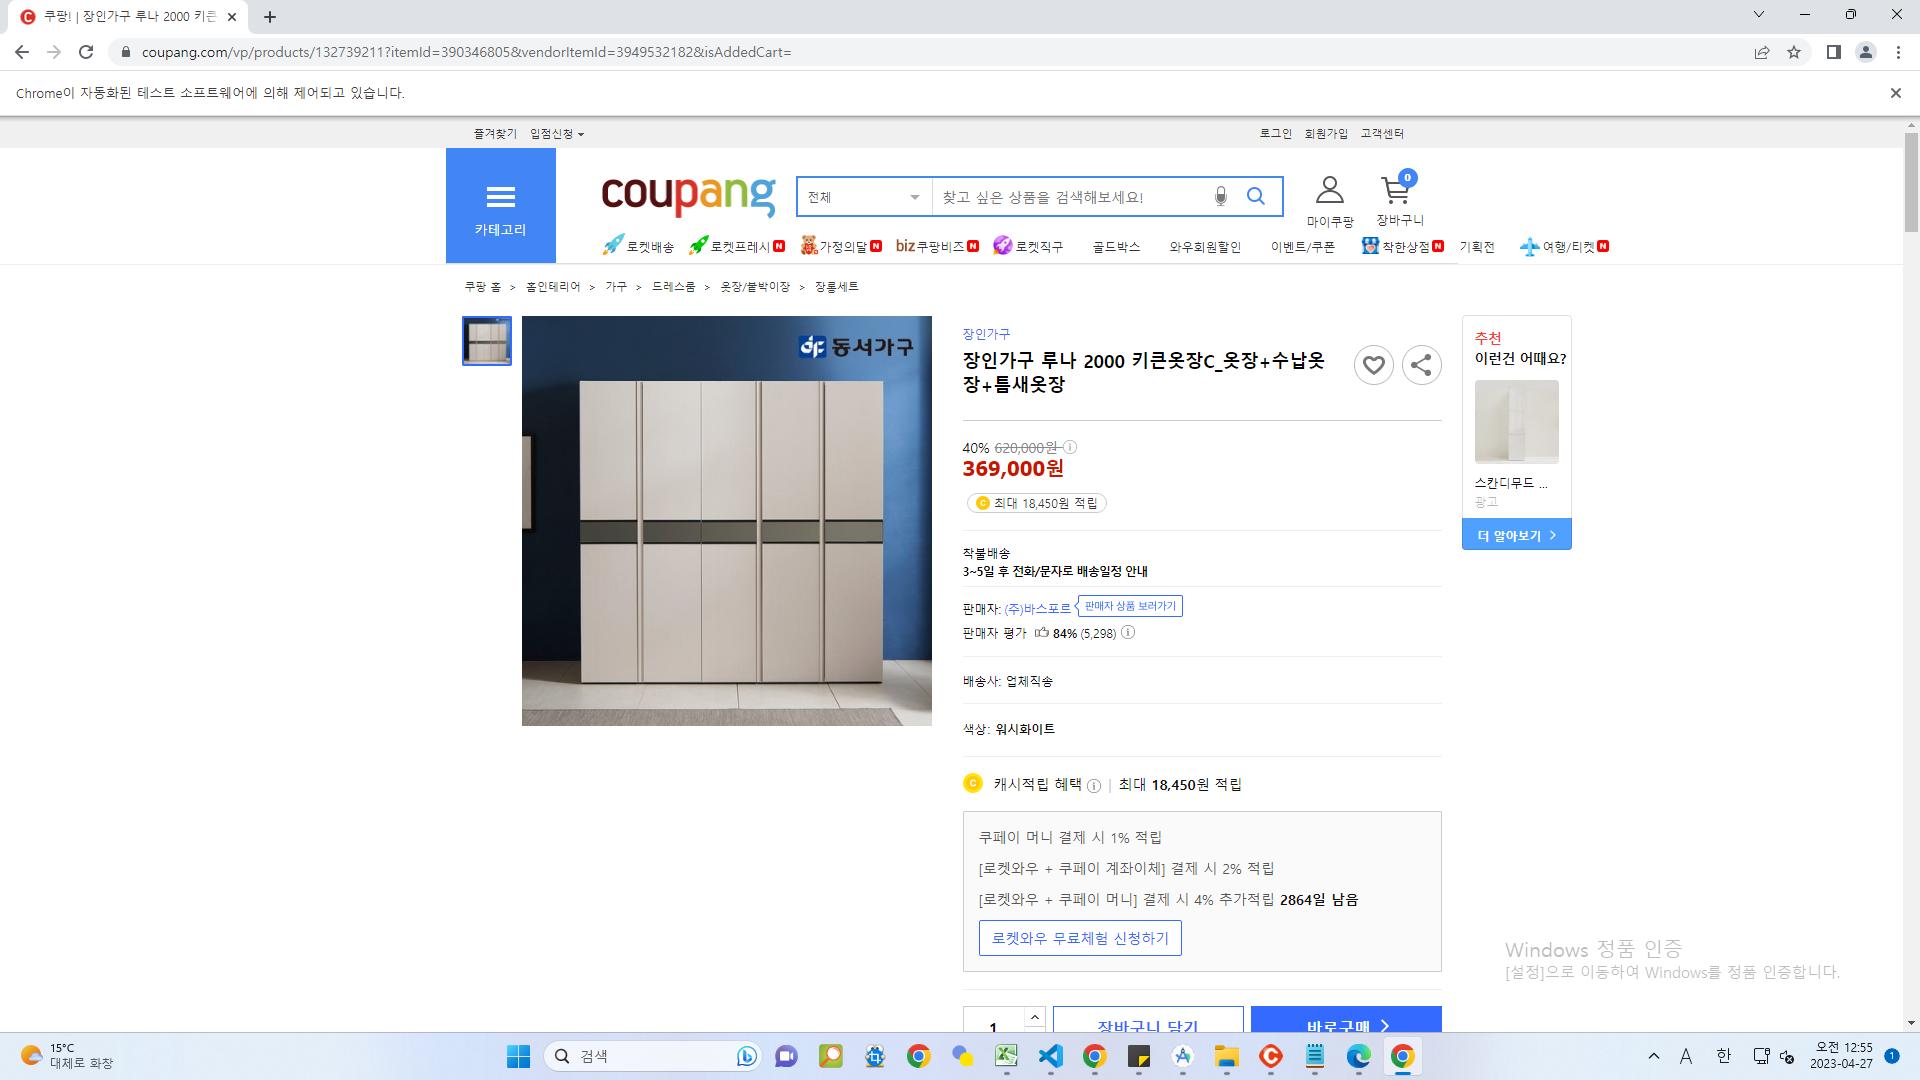 쿠팡! | 장인가구 루나 2000 키큰
coupang.com/vp/products/132739211?itemId=390346805&vendorItemId=3949532182&isAddedCart=
Chrome이 자동화된 테스트 소프트웨어에 의해 제어되고 있습니다.
즐겨찾기 입점신청 로그인 회원가입 고객센터
카테고리
coupang
전체
찾고 싶은 상품을 검색해보세요!
마이쿠팡
0
장바구니
로켓배송 로켓프레시 N 가정의달 N biz 쿠팡비즈 N 로켓직구 골드박스 와우회원할인 이벤트/쿠폰 착한상점 N 기획전 여행/티켓 N
쿠팡 홈 > 홈인테리어 > 가구 > 드레스룸 > 옷장/붙박이장 > 장롱세트
동서가구
장인가구
장인가구 루나 2000 키큰옷장C_옷장+수납옷
장+틈새옷장
40% 620,000원
369,000원
최대 18,450원 적립
착불배송
3~5일 후 전화/문자로 배송일정 안내
판매자: (주)바스포르 판매자 상품 보러가기
판매자 평가 84% (5,298)
배송사: 업체직송
색상: 워시화이트
캐시적립 혜택 | 최대 18,450원 적립
쿠페이 머니 결제 시 1% 적립
[로켓와우 + 쿠페이 계좌이체] 결제 시 2% 적립
[로켓와우 + 쿠페이 머니] 결제 시 4% 추가적립 2864일 남음
로켓와우 무료체험 신청하기
1
장바구니 담기
바로구매
추천
이런건 어때요?
스칸디무드 ...
광고
더 알아보기
Windows 정품 인증
[설정]으로 이동하여 Windows를 정품 인증합니다.
15°C
대체로 화창
검색
A
한
오전 12:55
2023-04-27
1